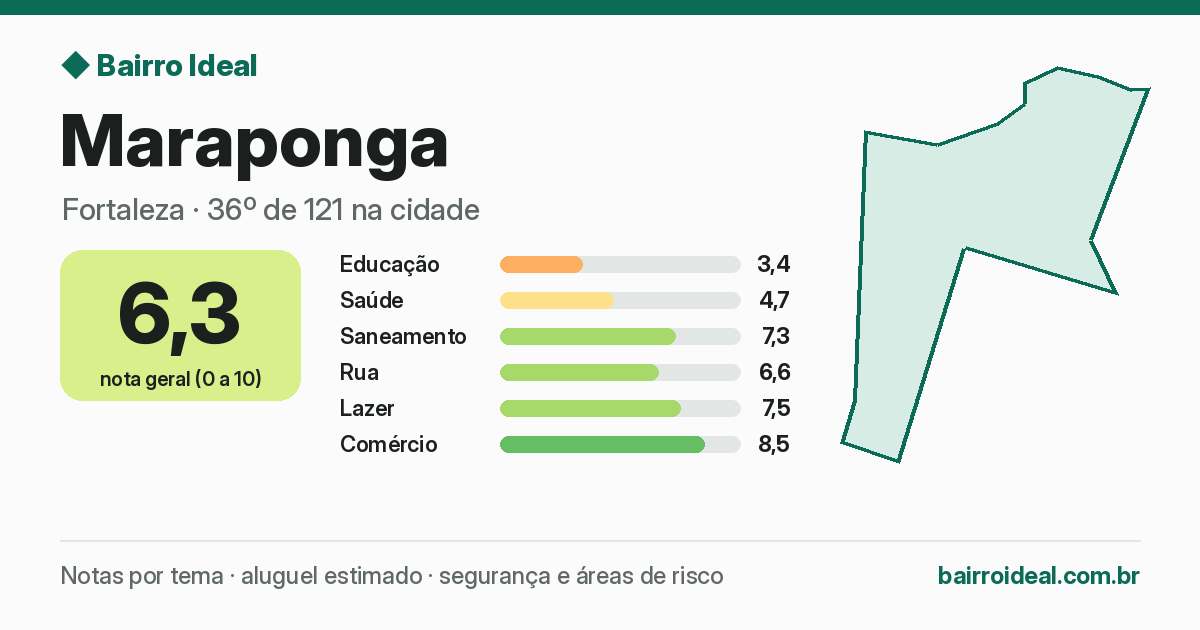 Bairro Ideal
Maraponga
Fortaleza · 36º de 121 na cidade
6,3
nota geral (0 a 10)
Educação 3,4
Saúde 4,7
Saneamento 7,3
Rua 6,6
Lazer 7,5
Comércio 8,5
Notas por tema · aluguel estimado · segurança e áreas de risco
bairroideal.com.br